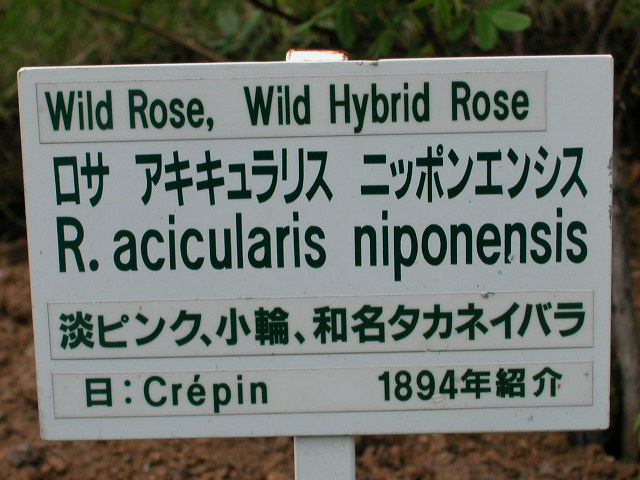 Wild Rose, Wild Hybrid Rose
ロサ アキキュラリス ニッポンエンシス
R. acicularis niponensis
淡ピンク、小輪、和名タカネイバラ
日：Crépin 1894年紹介